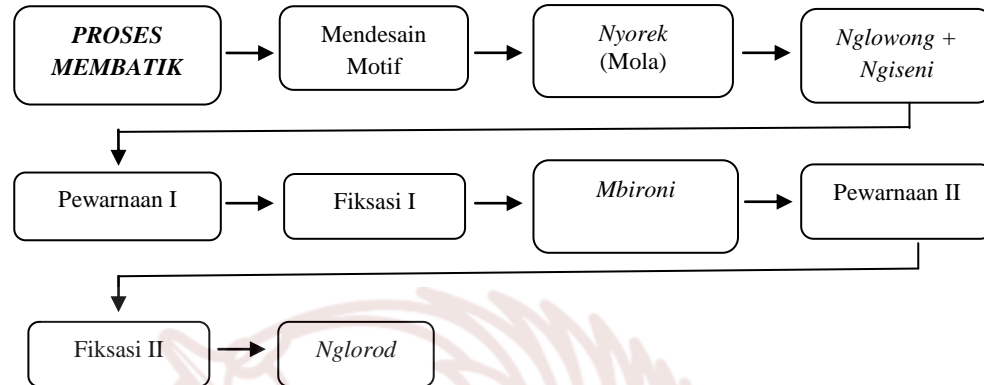 PROSES
MEMBATIK
Mendesain
Motif
Nyorek
(Mola)
Nglowong +
Ngiseni
Pewarnaan I
Fiksasi I
Mbironi
Pewarnaan II
Fiksasi II
Nglorod